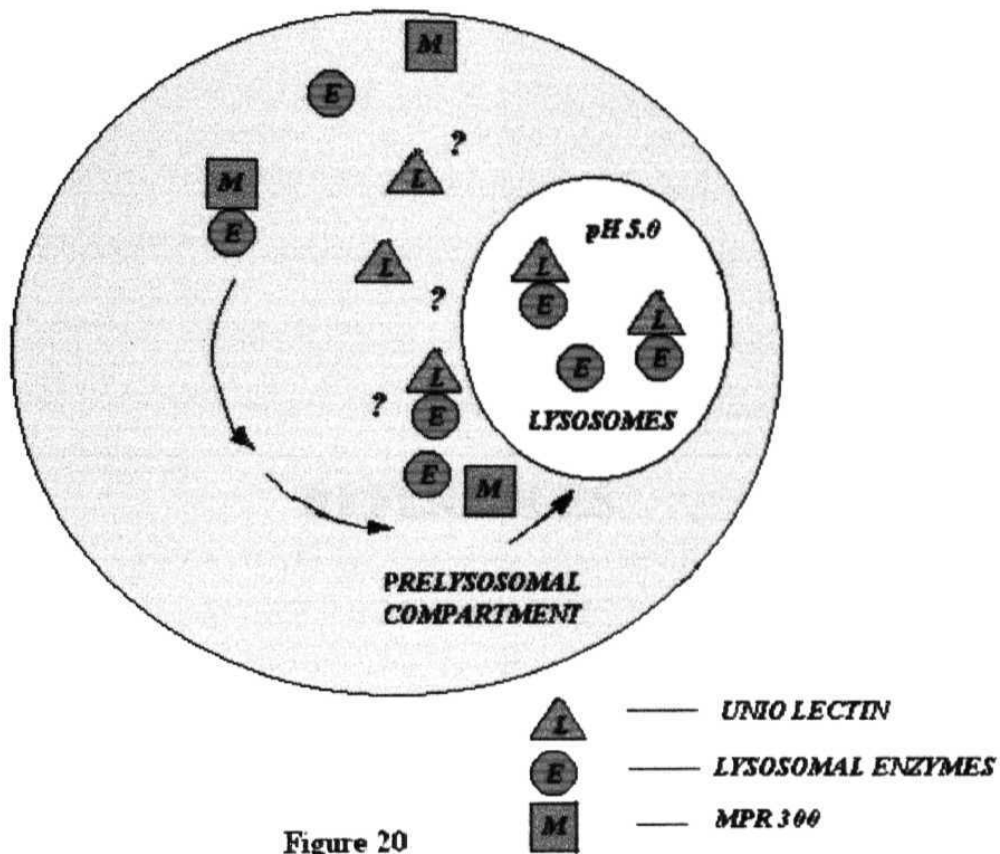 M
E
?
L
M
E
pH 5.0
L
E
L
?
L
E
L
E
?
E
LYSOSOMES
E
M
PRELYSOSOMAL
COMPARTMENT
L UNIO LECTIN
E LYSOSOMAL ENZYMES
M MPR 300
Figure 20